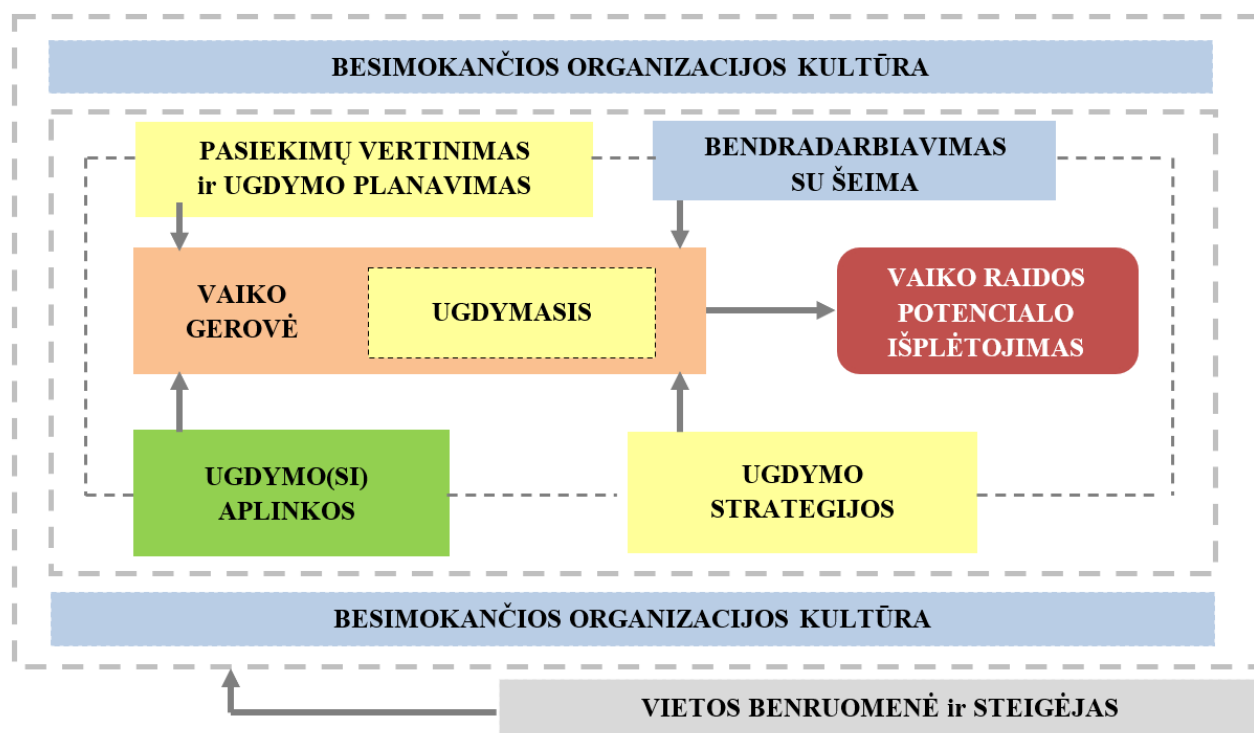 BESIMOKANČIOS ORGANIZACIJOS KULTŪRA
PASIEKIMŲ VERTINIMAS
ir UGDYMO PLANAVIMAS
BENDRADARBIAVIMAS
SU ŠEIMA
VAIKO
GEROVĖ
UGDYMASIS
VAIKO RAIDOS
POTENCIALO
IŠPLĖTOJIMAS
UGDYMO(SI)
APLINKOS
UGDYMO
STRATEGIJOS
BESIMOKANČIOS ORGANIZACIJOS KULTŪRA
VIETOS BENRUOMENĖ ir STEIGĖJAS